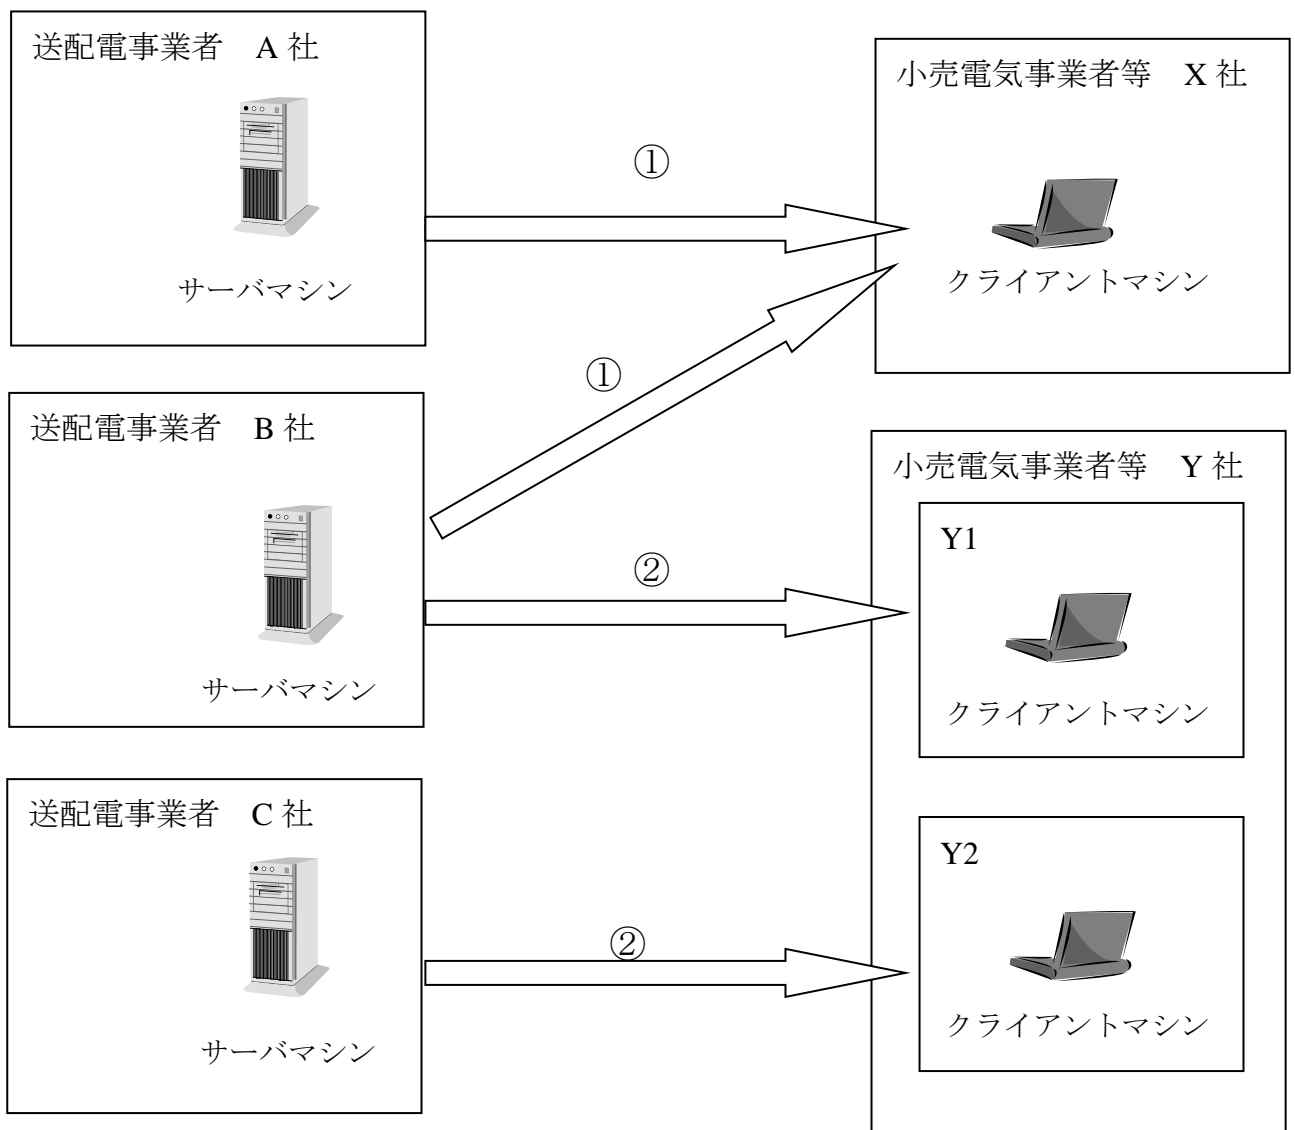 送配電事業者　A 社
サーバマシン
①
小売電気事業者等　X 社
クライアントマシン
①
送配電事業者　B 社
サーバマシン
②
小売電気事業者等　Y 社
Y1
クライアントマシン
送配電事業者　C 社
サーバマシン
②
Y2
クライアントマシン